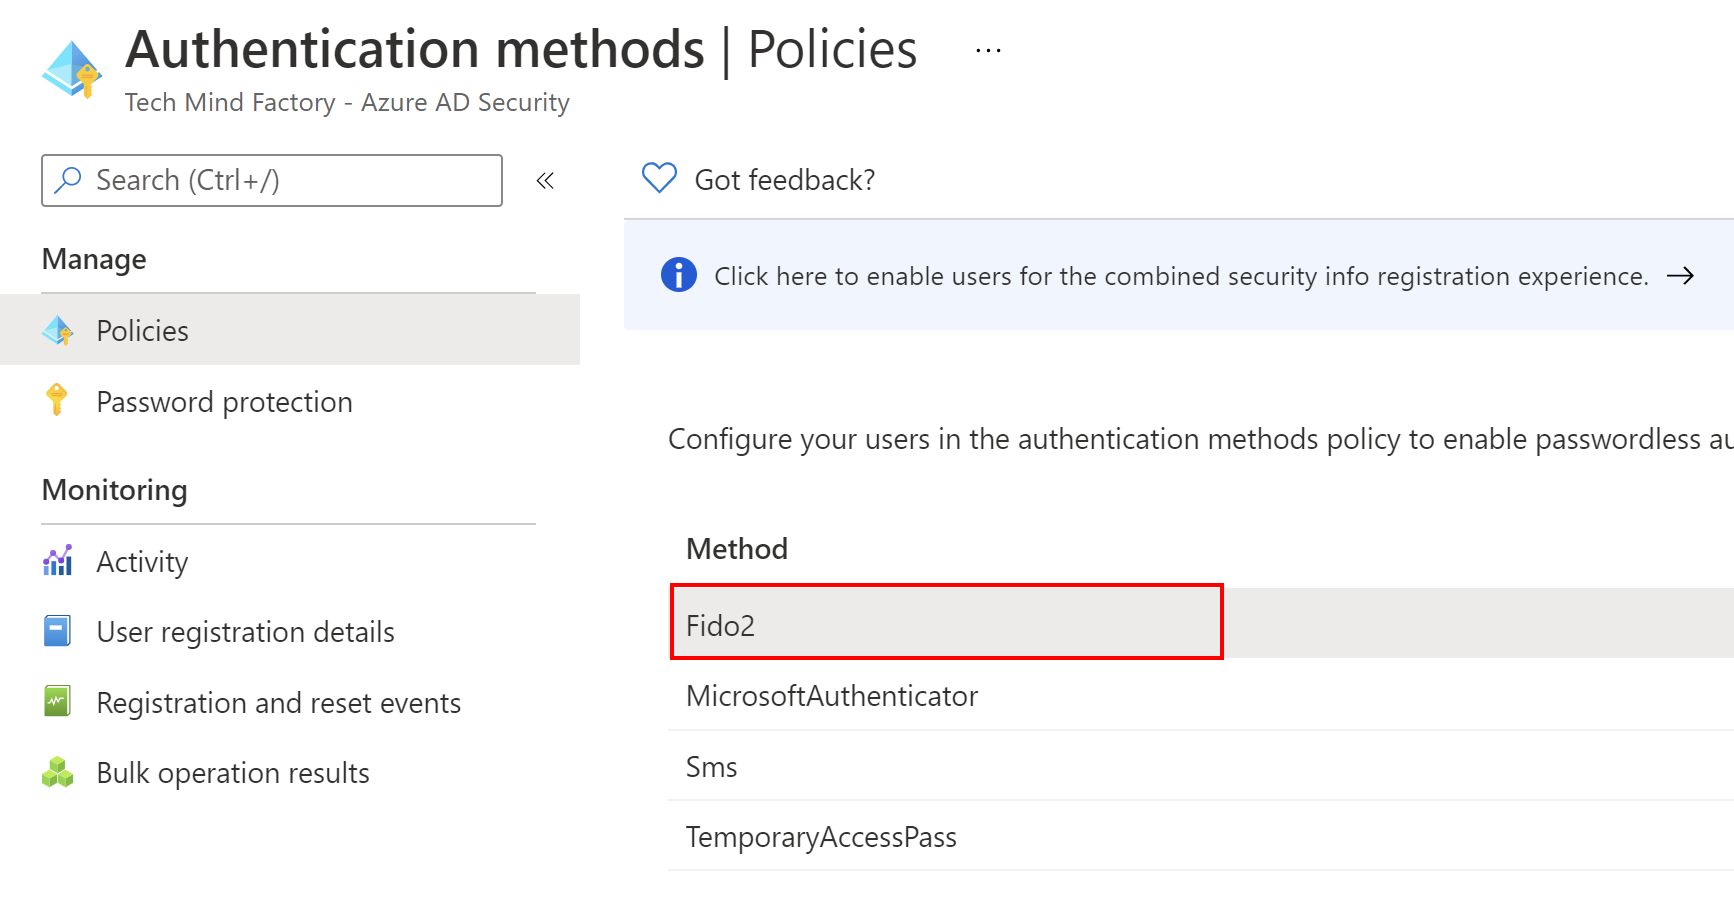 Authentication methods | Policies ...
Tech Mind Factory - Azure AD Security
Search (Ctrl+/)
«
Got feedback?
Manage
Click here to enable users for the combined security info registration experience. →
Policies
Password protection
Configure your users in the authentication methods policy to enable passwordless au
Monitoring
Method
Activity
Fido2
User registration details
MicrosoftAuthenticator
Registration and reset events
Sms
Bulk operation results
TemporaryAccessPass